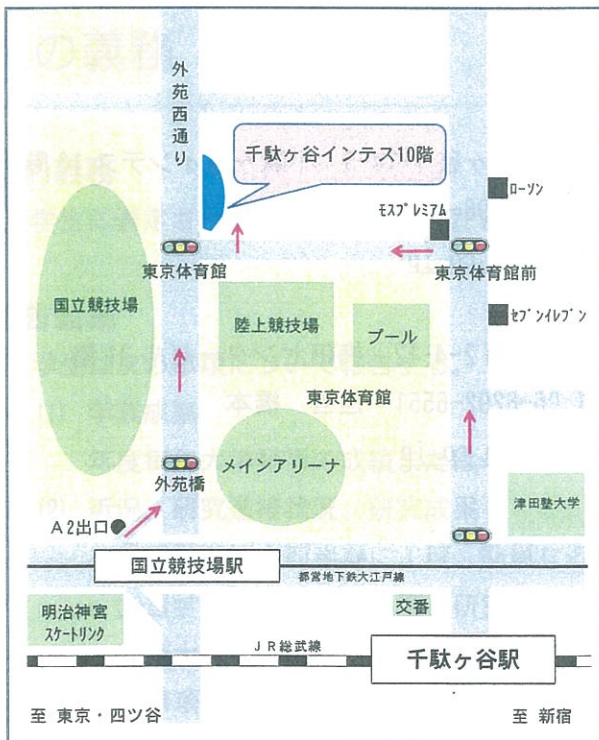 外苑西通り
千駄ヶ谷インテス10階
ﾛｰｿﾝ
ﾓｽﾌﾟﾚﾐｱﾑ
東京体育館
東京体育館前
国立競技場
陸上競技場
プール
ｾﾌﾞﾝｲﾚﾌﾞﾝ
東京体育館
メインアリーナ
外苑橋
津田塾大学
A2出口
国立競技場駅
都営地下鉄大江戸線
明治神宮
ｽｹｰﾄﾘﾝｸ
交番
JR総武線
千駄ヶ谷駅
至 東京・四ツ谷
至 新宿